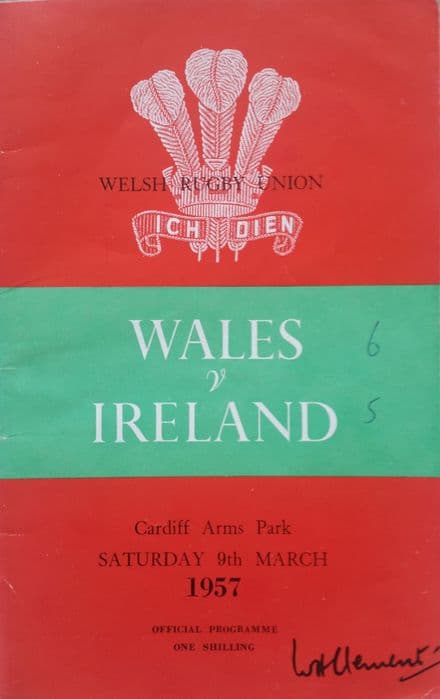 WELSH RUGBY UNION
ICH DIEN
WALES 6
v
IRELAND 5
Cardiff Arms Park
SATURDAY 9th MARCH
1957
OFFICIAL PROGRAMME
ONE SHILLING
WHClement